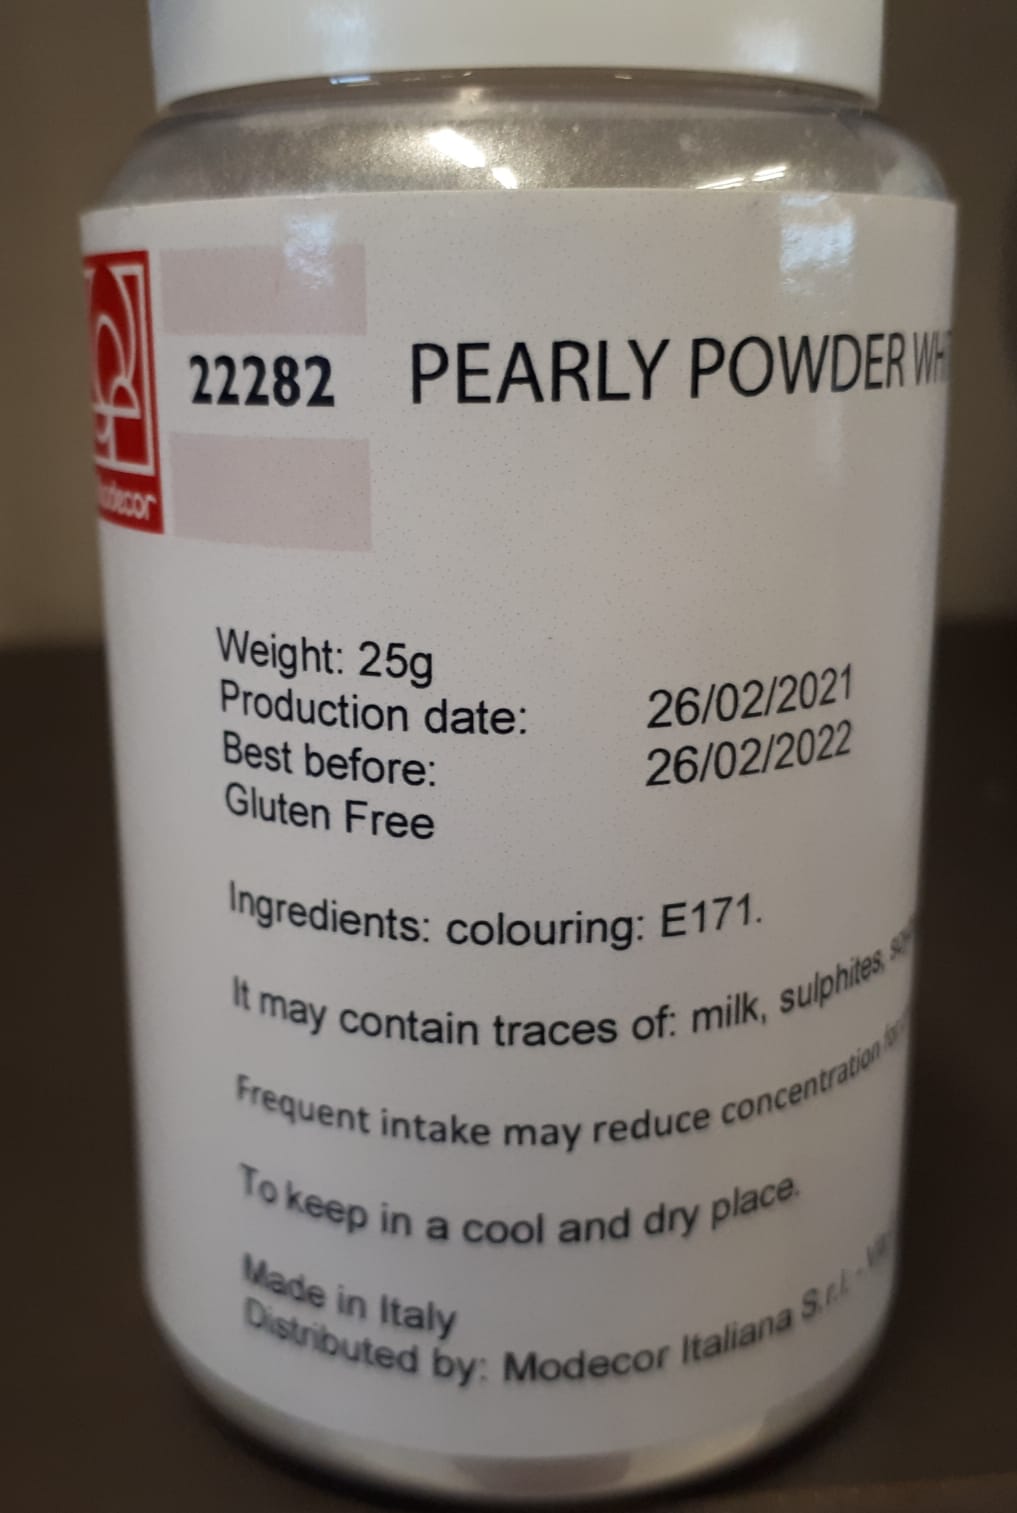 22282 PEARLY POWDER
Weight: 25g
Production date: 26/02/2021
Best before: 26/02/2022
Gluten Free
Ingredients: colouring: E171.
It may contain traces of: milk, sulphites,
Frequent intake may reduce concentration
To keep in a cool and dry place.
Made in Italy
Distributed by: Modecor Italiana S.r.l. -